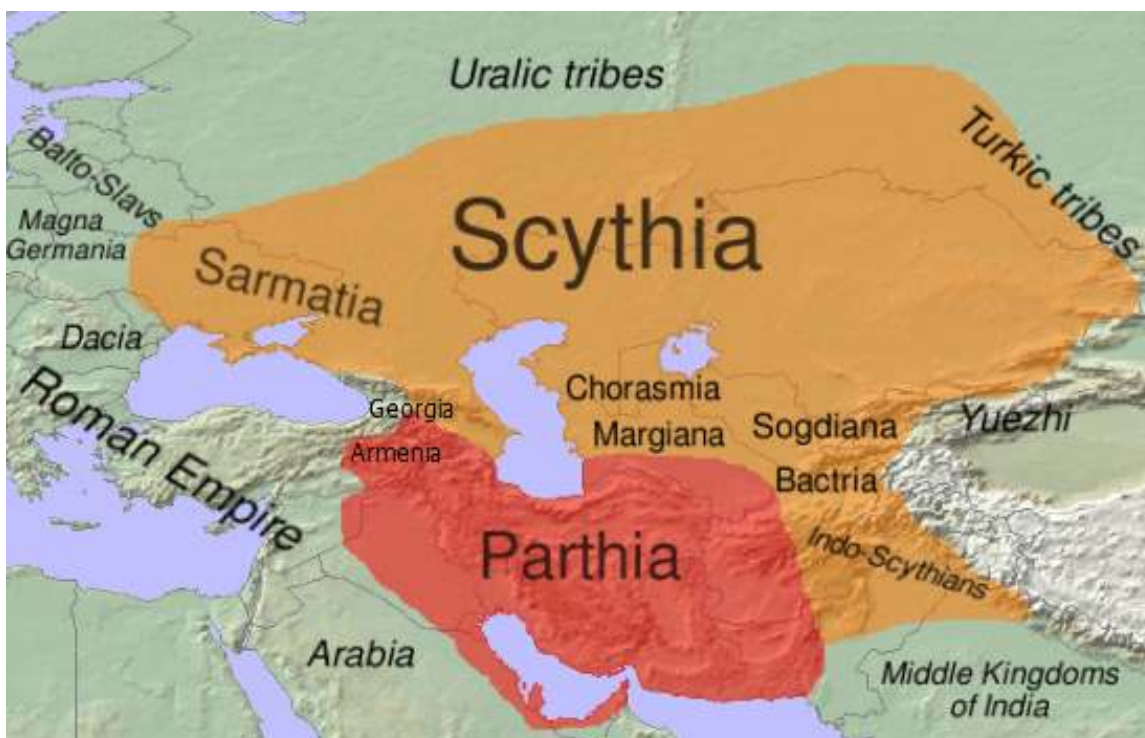 Uralic tribes
Turkic tribes
Balto-Slavs
Magna
Germania
Scythia
Sarmatia
Dacia
Roman Empire
Georgia
Armenia
Chorasmia
Margiana
Sogdiana
Yuezhi
Bactria
Parthia
Indo-Scythians
Arabia
Middle Kingdoms
of India